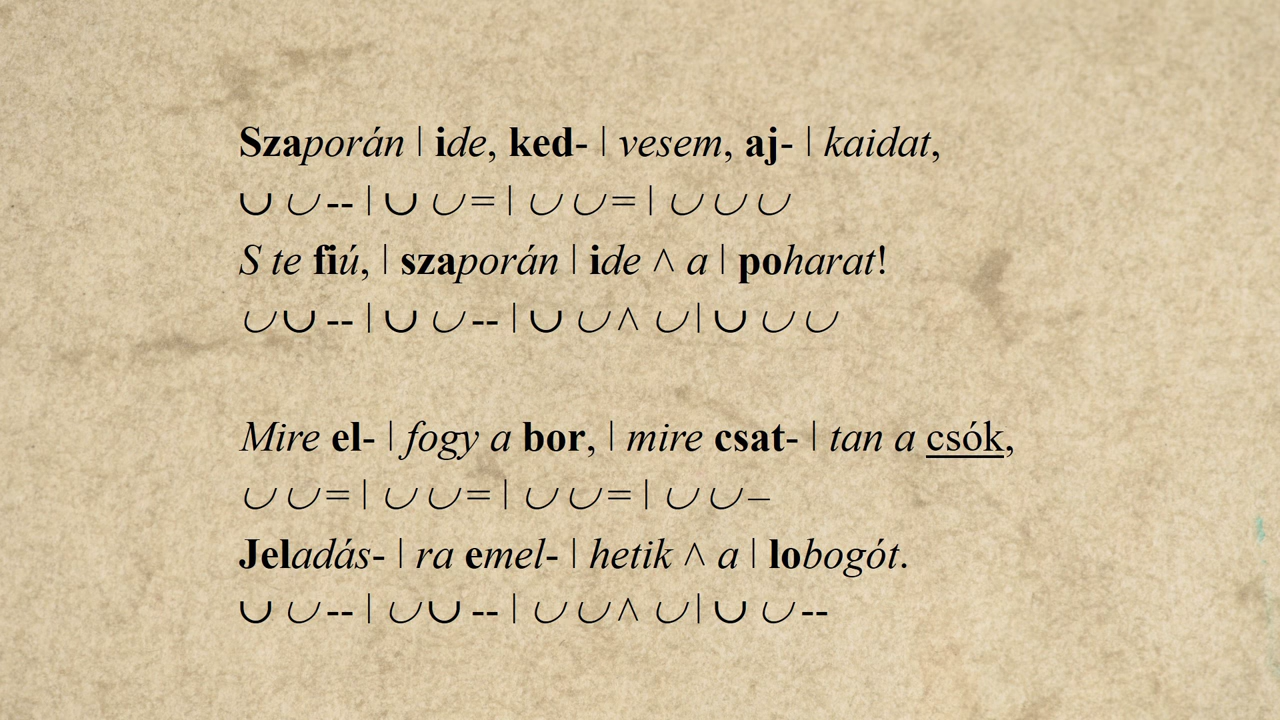 Szaporán | ide, ked- | vesem, aj- | kaidat,
∪ ∪ -- | ∪ ∪ = | ∪ ∪ = | ∪ ∪ ∪
S te fiú, | szaporán | ide ^ a | poharat!
∪ ∪ -- | ∪ ∪ -- | ∪ ∪ ^ ∪ | ∪ ∪ ∪
Mire el- | fogy a bor, | mire csat- | tan a csók,
∪ ∪ = | ∪ ∪ = | ∪ ∪ = | ∪ ∪ –
Jeladás- | ra emel- | hetik ^ a | lobogót.
∪ ∪ -- | ∪ ∪ -- | ∪ ∪ ^ ∪ | ∪ ∪ --